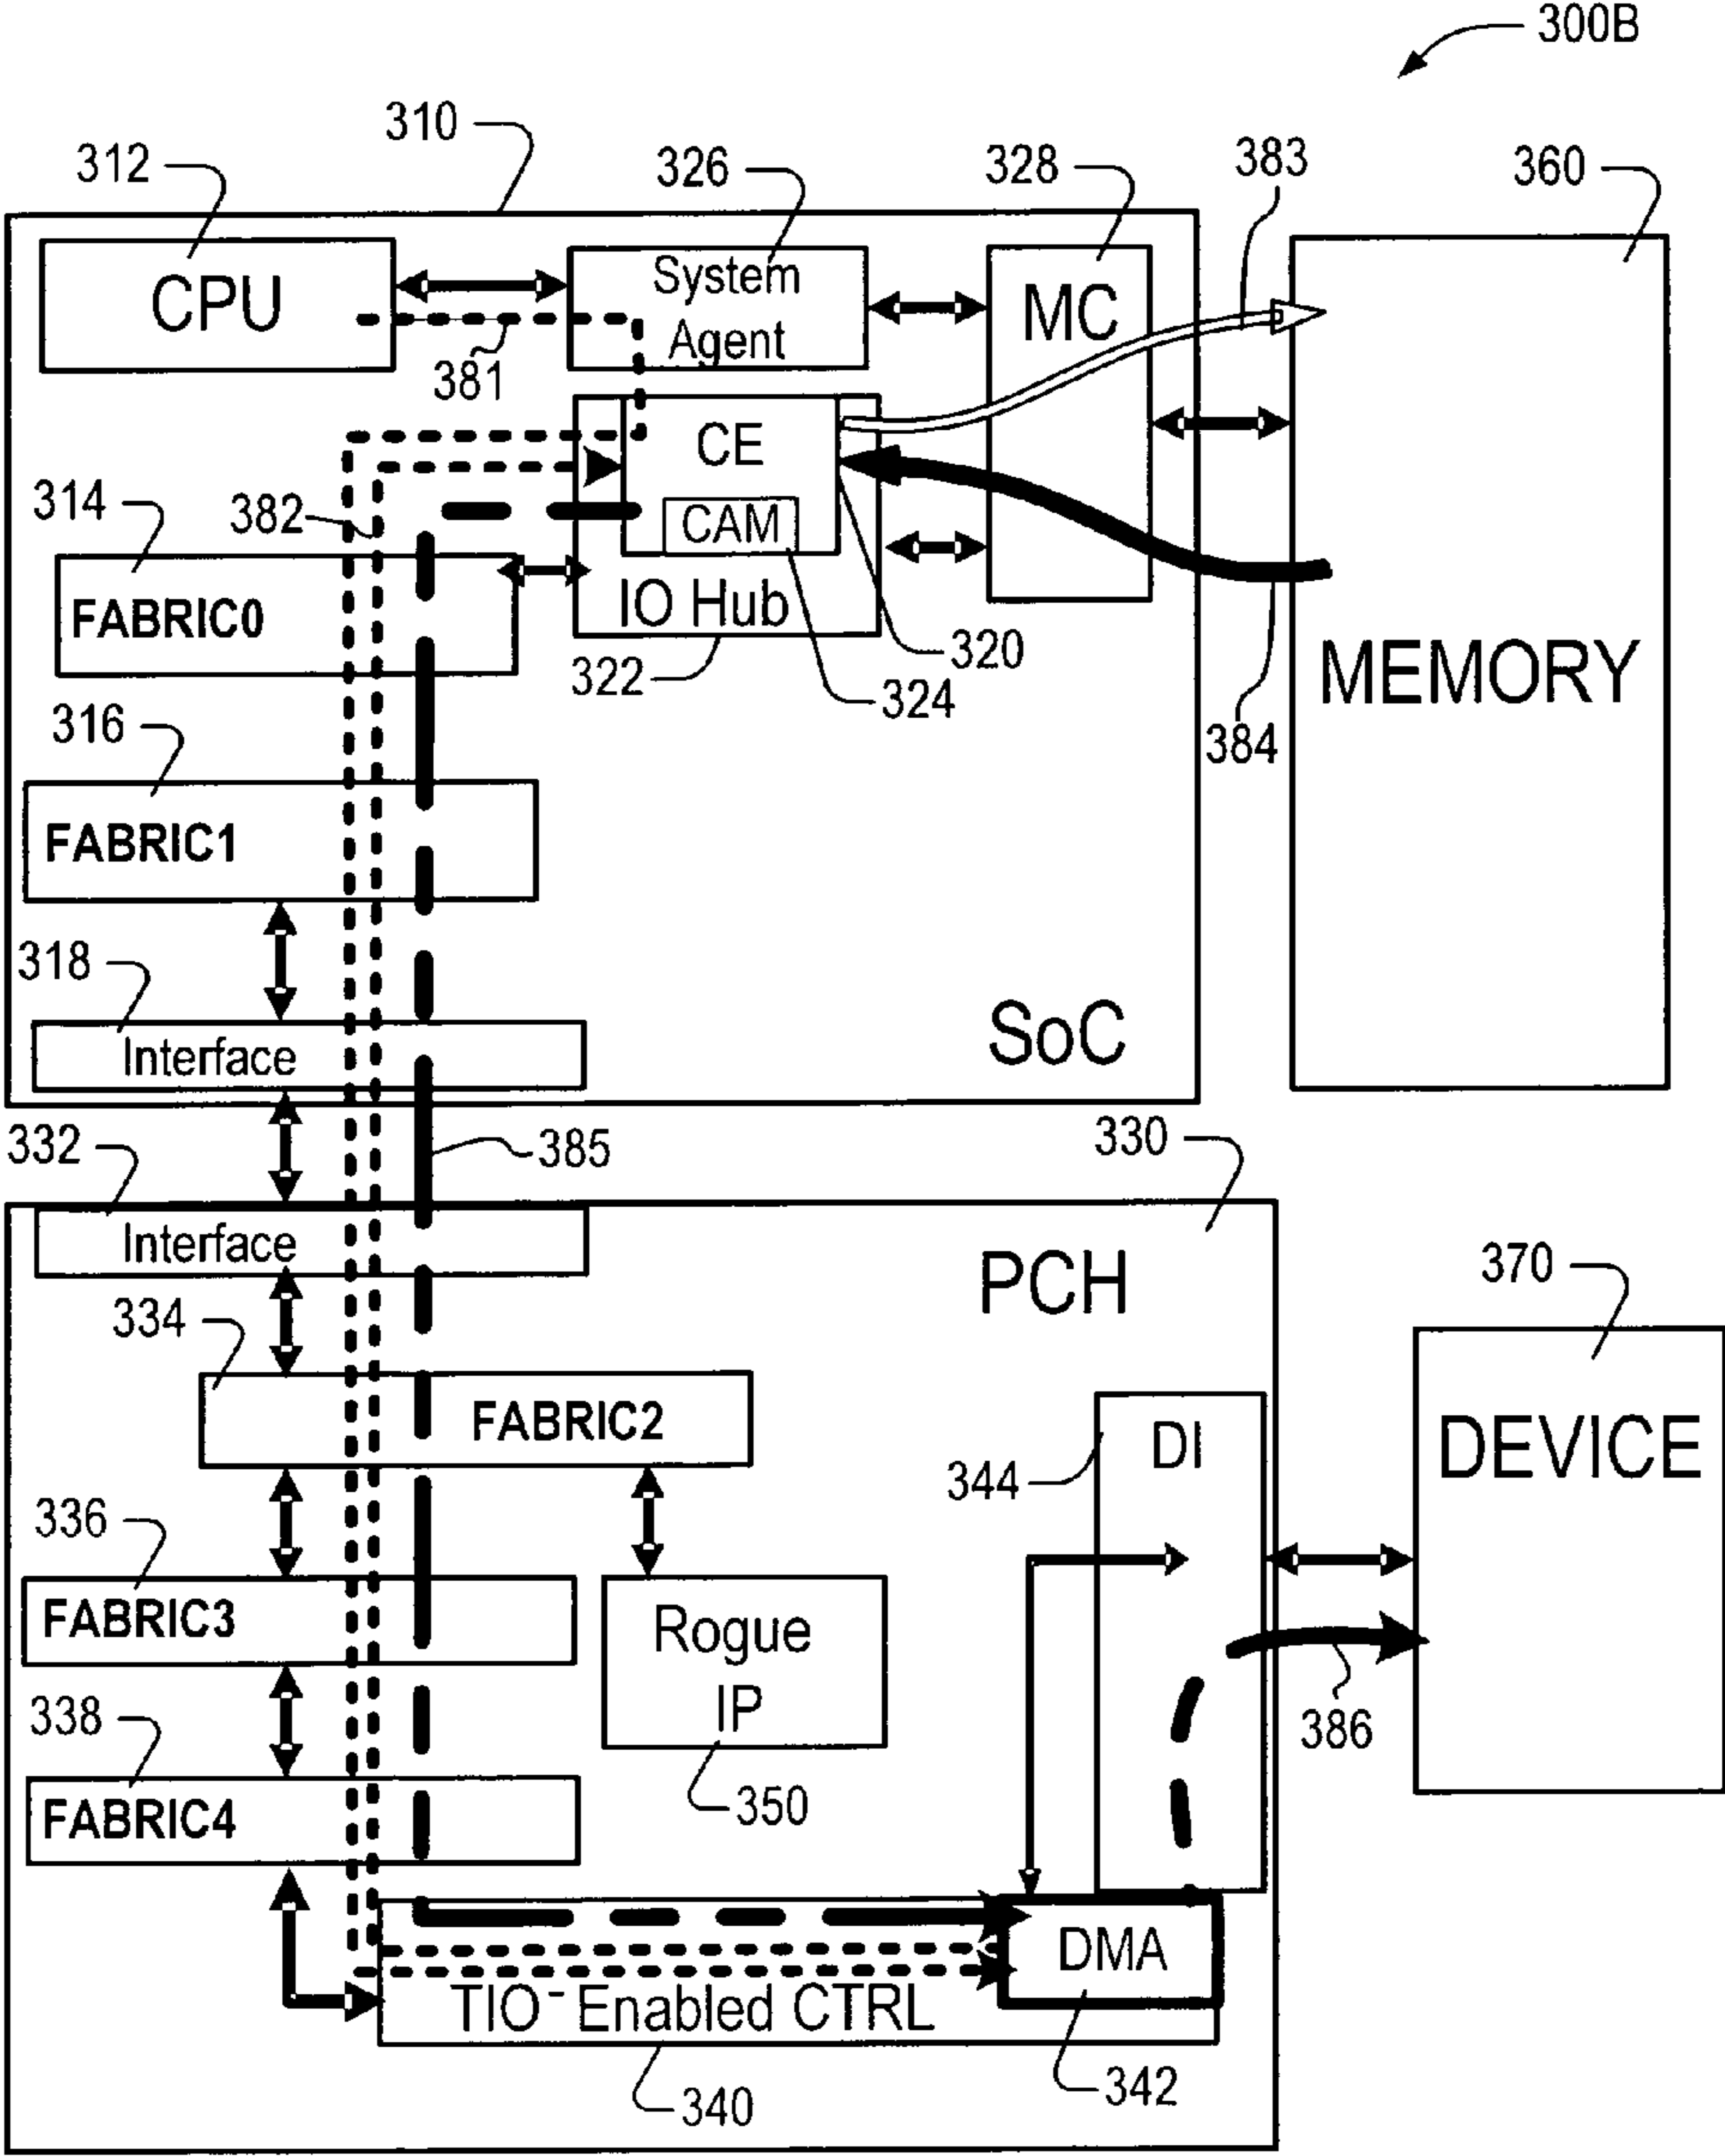 300B
310
312
326
328
383
360
CPU
System
Agent
MC
381
CE
314
382
CAM
FABRIC0
IO Hub
320
322
324
MEMORY
316
384
FABRIC1
318
SoC
Interface
332
385
330
Interface
PCH
370
334
FABRIC2
DI
DEVICE
344
336
FABRIC3
Rogue
IP
338
386
350
FABRIC4
DMA
TIO- Enabled CTRL
342
340